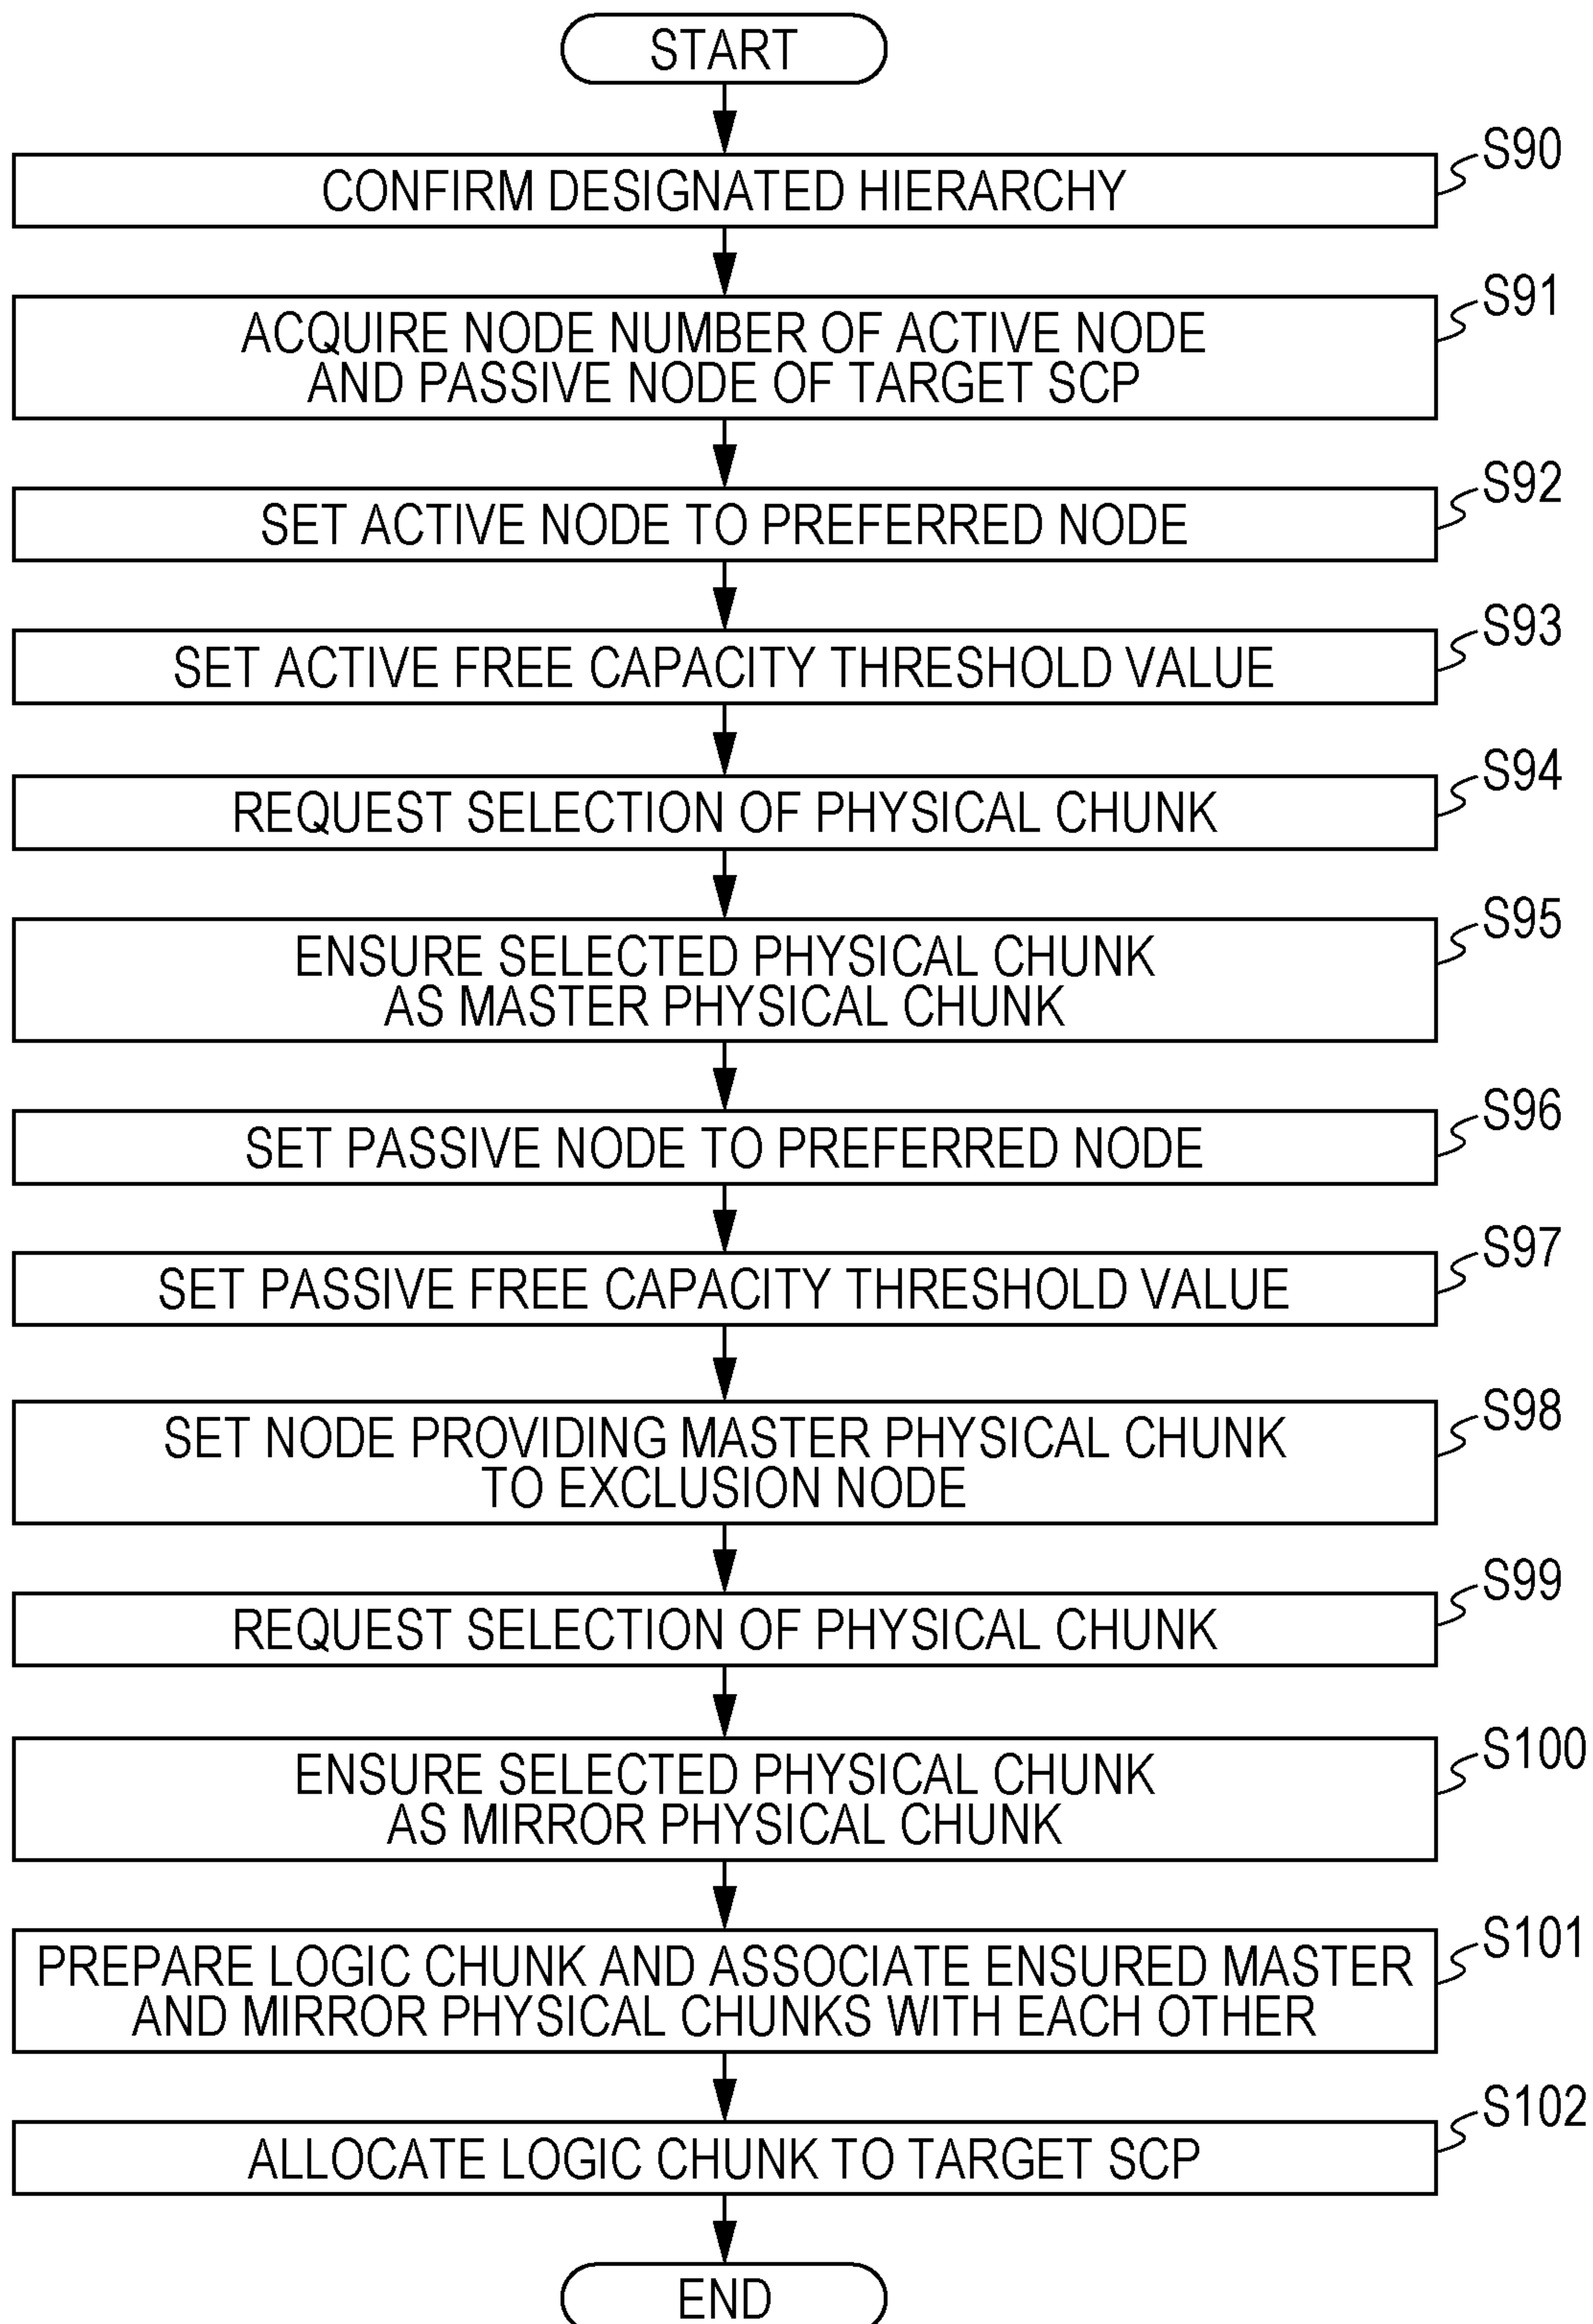 START
S90
CONFIRM DESIGNATED HIERARCHY
S91
ACQUIRE NODE NUMBER OF ACTIVE NODE
AND PASSIVE NODE OF TARGET SCP
S92
SET ACTIVE NODE TO PREFERRED NODE
S93
SET ACTIVE FREE CAPACITY THRESHOLD VALUE
S94
REQUEST SELECTION OF PHYSICAL CHUNK
S95
ENSURE SELECTED PHYSICAL CHUNK
AS MASTER PHYSICAL CHUNK
S96
SET PASSIVE NODE TO PREFERRED NODE
S97
SET PASSIVE FREE CAPACITY THRESHOLD VALUE
S98
SET NODE PROVIDING MASTER PHYSICAL CHUNK
TO EXCLUSION NODE
S99
REQUEST SELECTION OF PHYSICAL CHUNK
S100
ENSURE SELECTED PHYSICAL CHUNK
AS MIRROR PHYSICAL CHUNK
S101
PREPARE LOGIC CHUNK AND ASSOCIATE ENSURED MASTER
AND MIRROR PHYSICAL CHUNKS WITH EACH OTHER
S102
ALLOCATE LOGIC CHUNK TO TARGET SCP
END